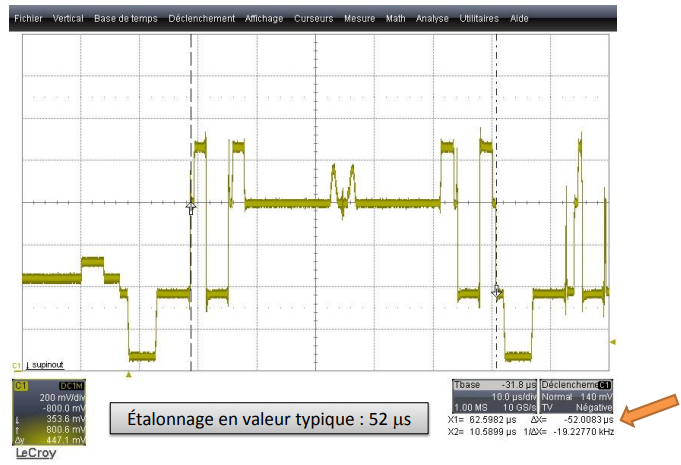 Fichier Vertical Base de temps Déclenchement Affichage Curseurs Mesure Math Analyse Utilitaires Aide
C1 supinout
C1 DC1M
200 mV/div
-800.0 mV
353.6 mV
800.6 mV
Δy 447.1 mV
LeCroy
Étalonnage en valeur typique : 52 µs
Tbase -31.8 µs
10.0 µs/div
1.00 MS 10 GS/s
Déclenchement C1
Normal 140 mV
TV Négative
X1= 62.5982 µs ΔX= -52.0083 µs
X2= 10.5899 µs 1/ΔX= -19.22770 kHz